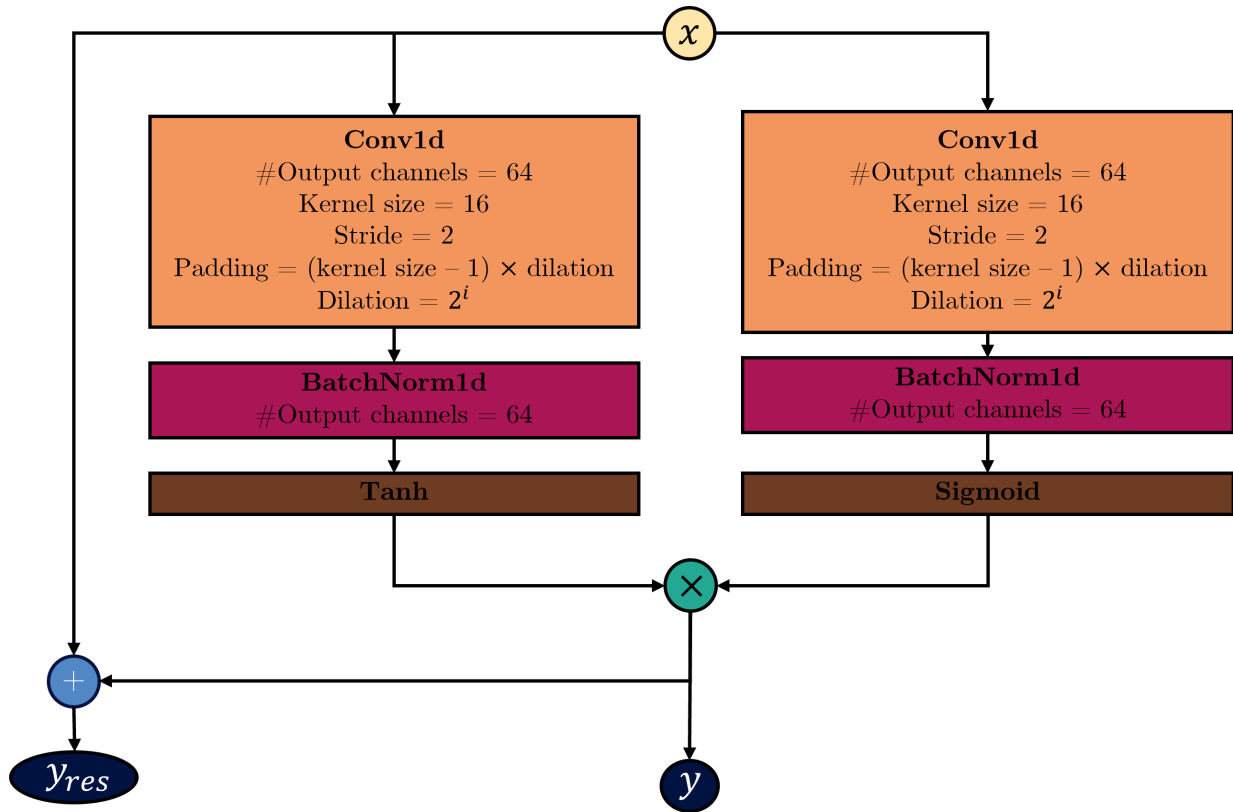 x
Conv1d
#Output channels = 64
Kernel size = 16
Stride = 2
Padding = (kernel size – 1) × dilation
Dilation = 2^i
BatchNorm1d
#Output channels = 64
Tanh
Conv1d
#Output channels = 64
Kernel size = 16
Stride = 2
Padding = (kernel size – 1) × dilation
Dilation = 2^i
BatchNorm1d
#Output channels = 64
Sigmoid
×
+
y_res
y